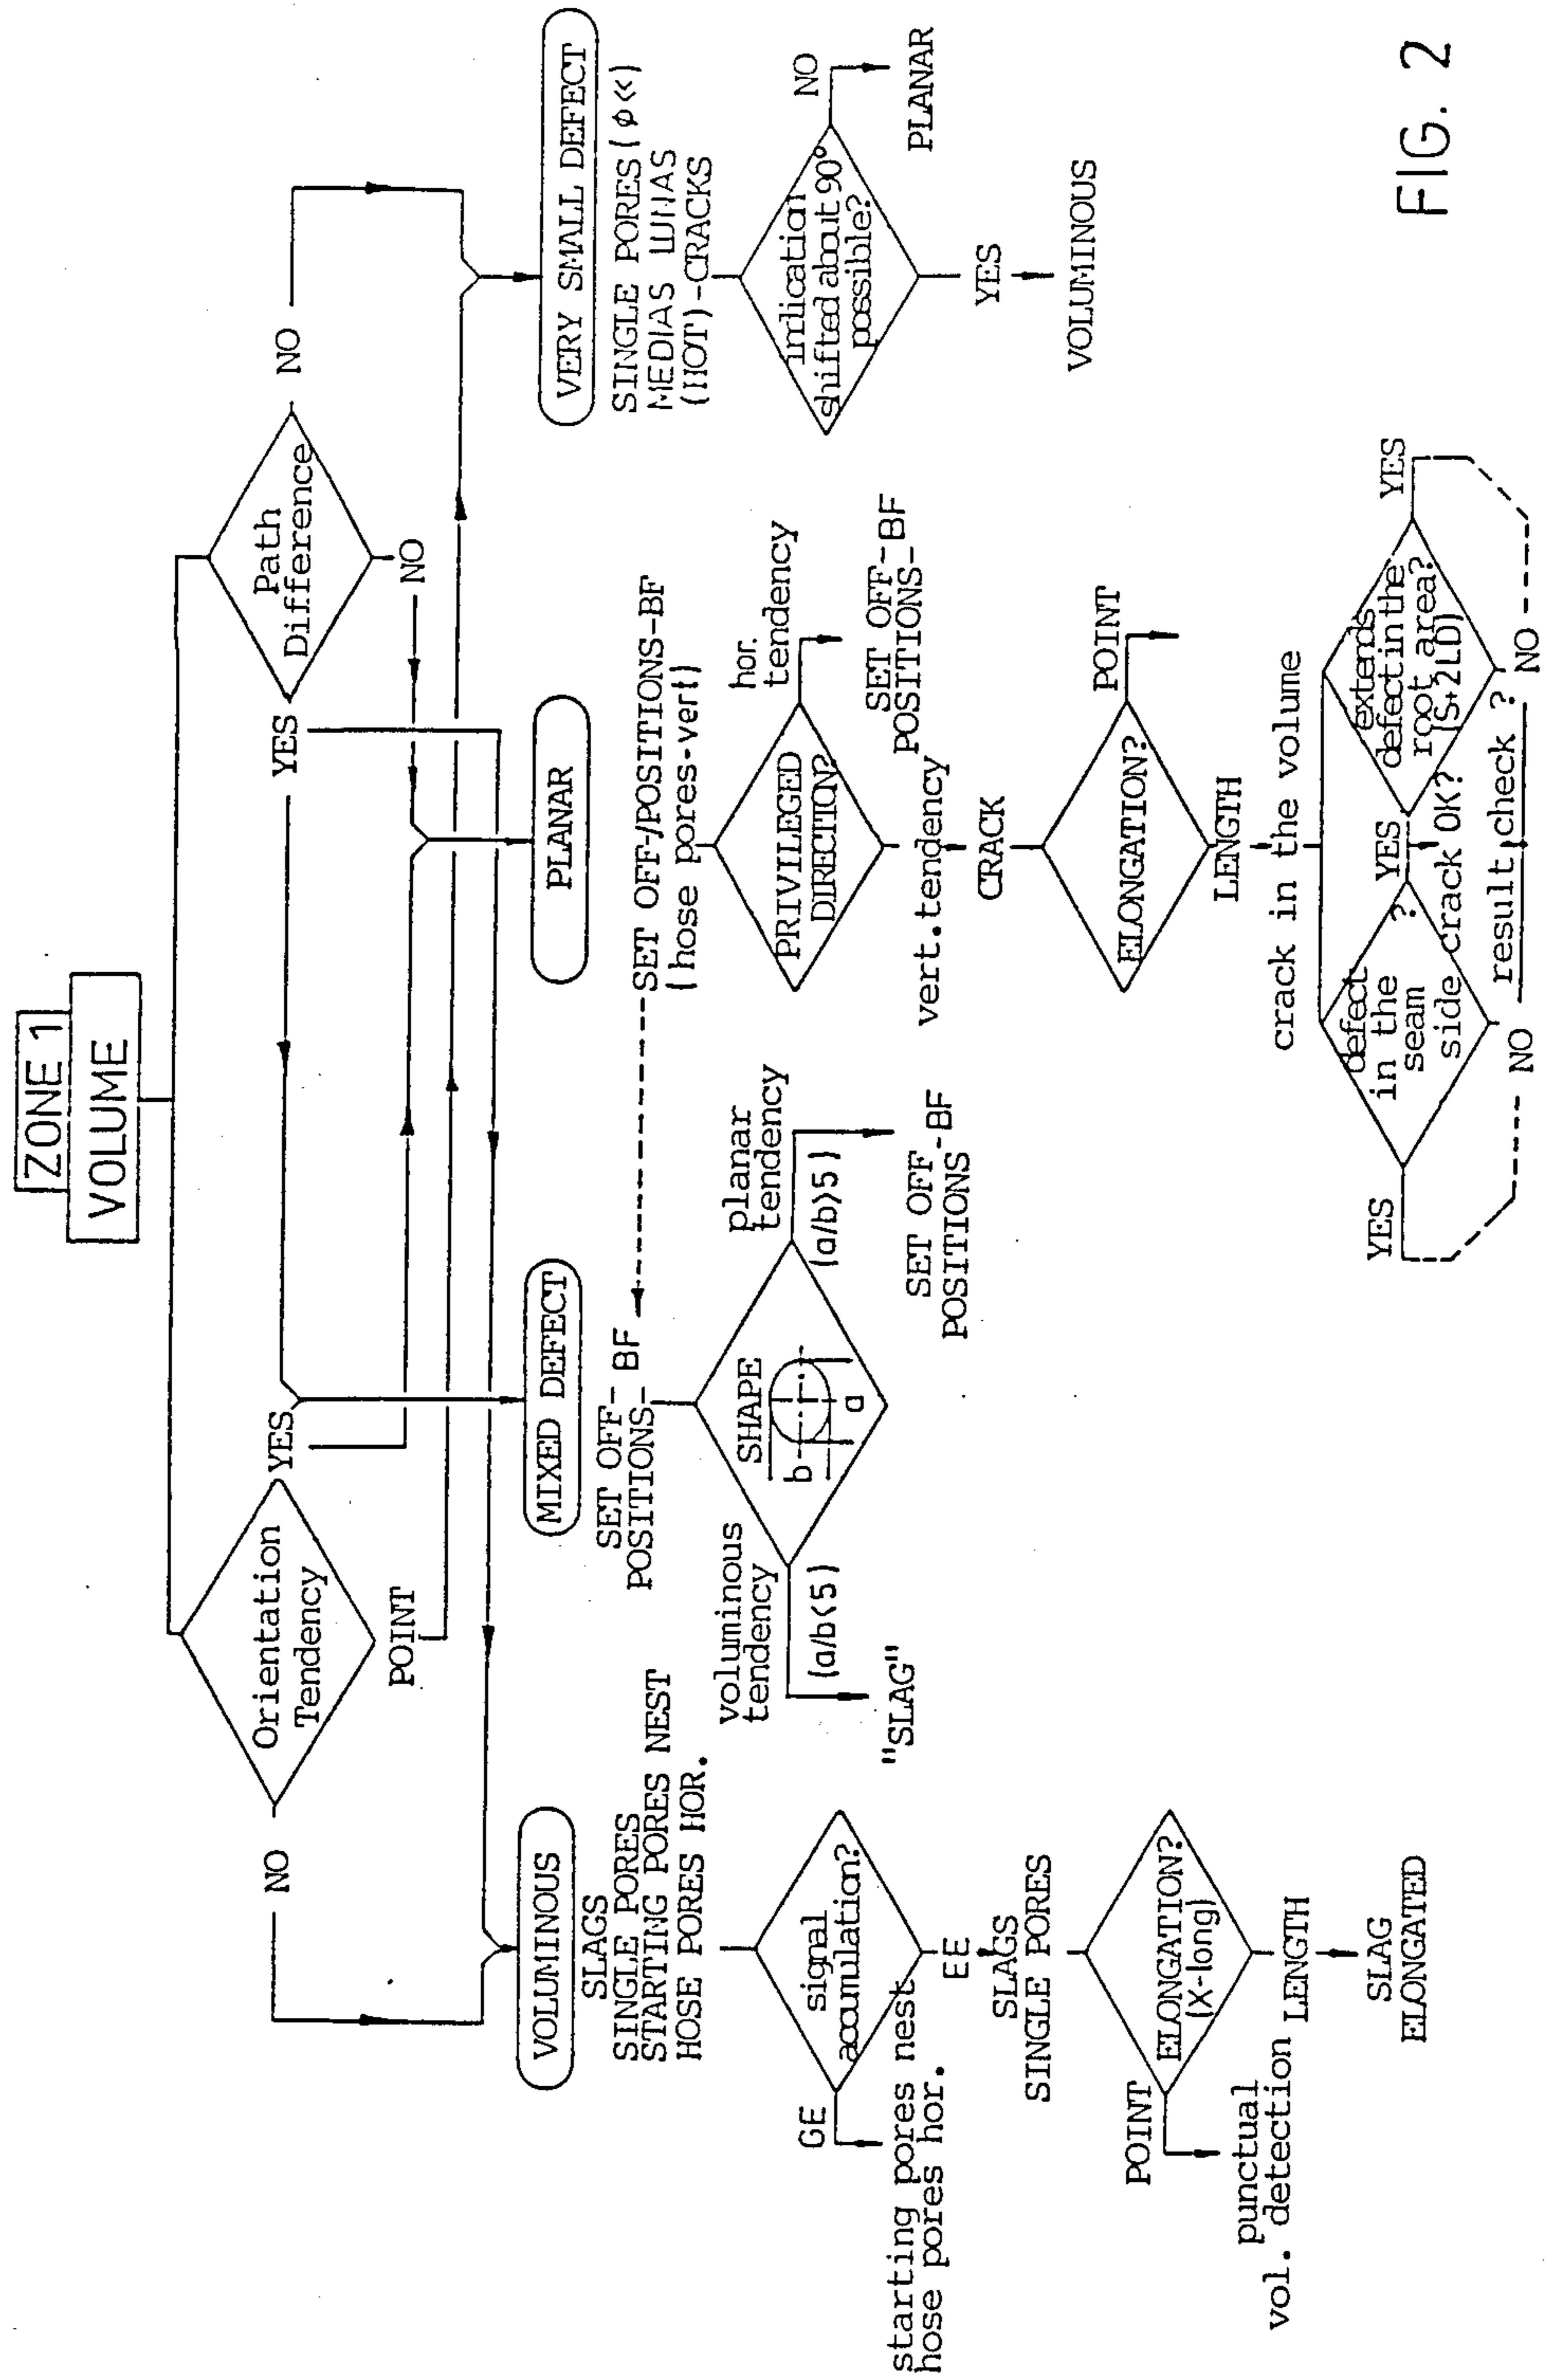 ZONE 1
VOLUME
Orientation
Tendency
NO
YES
POINT
Path
Difference
YES
NO
NO
VOLUMINOUS
SLAGS
SINGLE PORES
STARTING PORES NEST
HOSE PORES HOR.
signal
accumulation?
GE
starting pores nest
hose pores hor.
EE
SLAGS
SINGLE PORES
ELONGATION?
(X-long)
POINT
punctual
vol. detection
LENGTH
SLAG
ELONGATED
MIXED DEFECT
SET OFF-
POSITIONS-BF
SHAPE
b
a
voluminous
tendency
(a/b<5)
"SLAG"
planar
tendency
(a/b>5)
SET OFF-BF
POSITIONS
PLANAR
SET OFF-/POSITIONS-BF
(hose pores-vert)
PRIVILEGED
DIRECTION?
hor.
tendency
SET OFF-BF
POSITIONS-
vert.tendency
CRACK
ELONGATION?
POINT
LENGTH
crack in the volume
defect ?
in the
seam
side
YES
NO
YES
crack OK?
extends
defect in the
root area?
(S+2LD)
YES
NO
result check ?
VERY SMALL DEFECT
SINGLE PORES(φ<<)
MEDIAS LUNAS
(HOT)-CRACKS
indication
shifted about 90°
possible?
NO
PLANAR
YES
VOLUMINOUS
FIG. 2